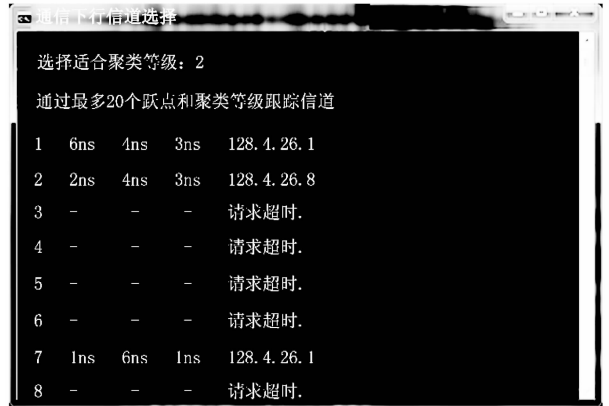 通信下行信道选择
选择适合聚类等级: 2
通过最多20个跃点和聚类等级跟踪信道
1 6ns 4ns 3ns 128.4.26.1
2 2ns 4ns 3ns 128.4.26.8
3 - - - 请求超时.
4 - - - 请求超时.
5 - - - 请求超时.
6 - - - 请求超时.
7 1ns 6ns 1ns 128.4.26.1
8 - - - 请求超时.